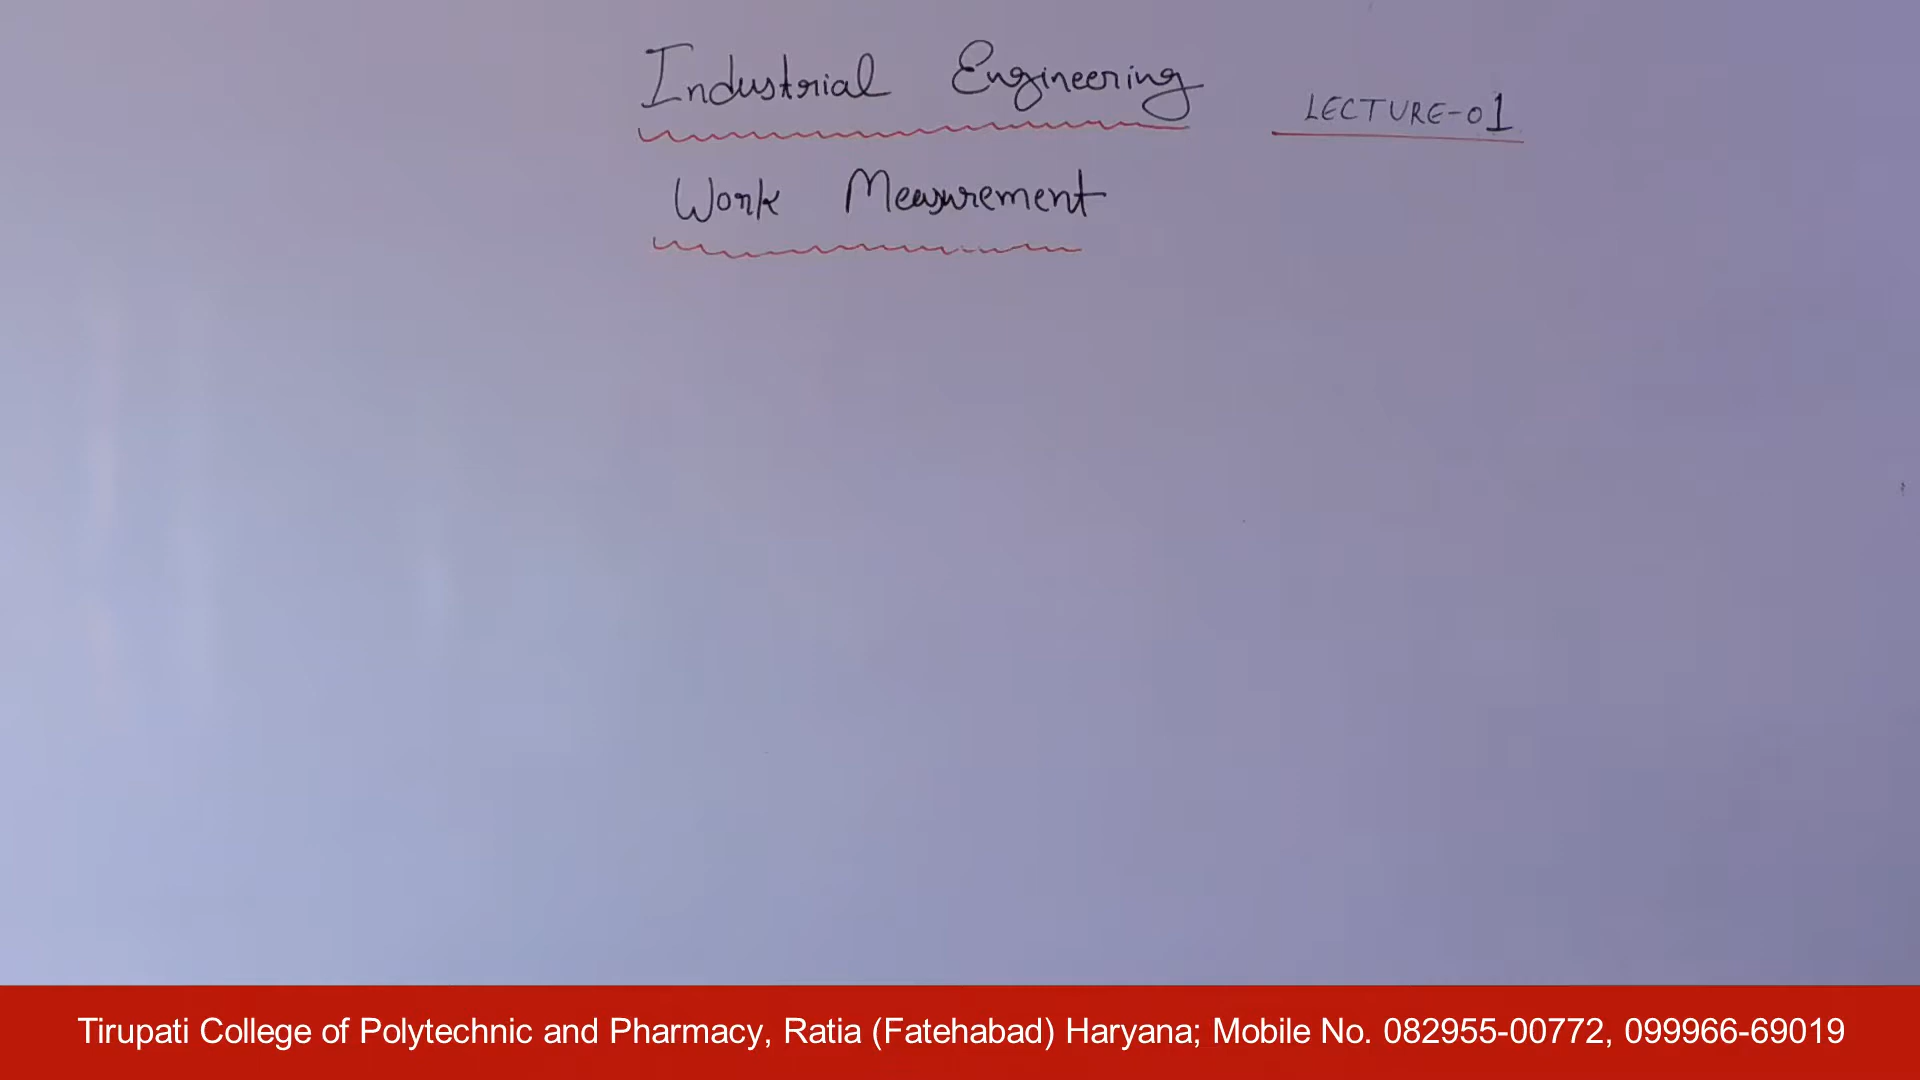 Industrial Engineering
LECTURE-01
Work Measurement
Tirupati College of Polytechnic and Pharmacy, Ratia (Fatehabad) Haryana; Mobile No. 082955-00772, 099966-69019